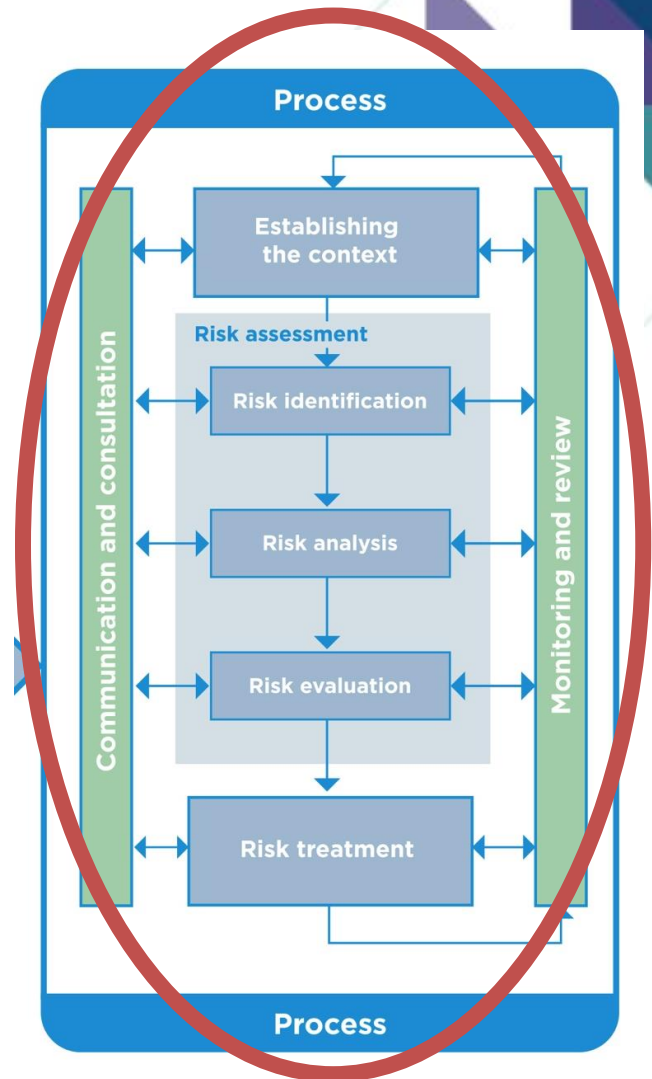 Process
Establishing
the context
Risk assessment
Risk identification
Risk analysis
Risk evaluation
Risk treatment
Communication and consultation
Monitoring and review
Process